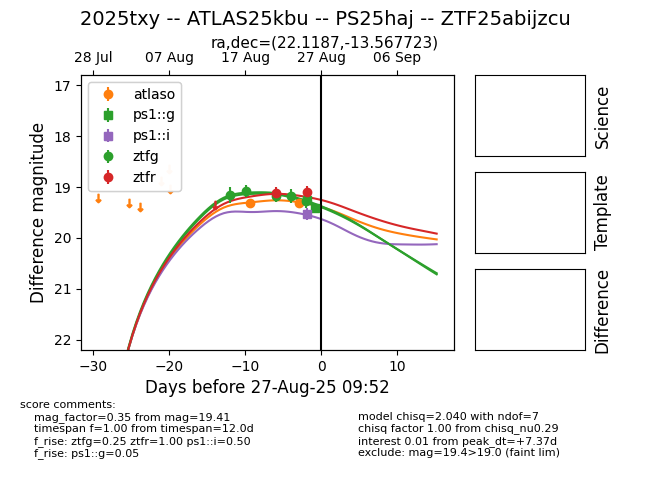 2025txy -- ATLAS25kbu -- PS25haj -- ZTF25abijzcu
ra,dec=(22.1187,-13.567723)
28 Jul 07 Aug 17 Aug 27 Aug 06 Sep
atlaso
ps1::g
ps1::i
ztfg
ztfr
17
18
19
20
21
22
Difference magnitude
−30 −20 −10 0 10
Days before 27-Aug-25 09:52
Science
Template
Difference
score comments:
mag_factor=0.35 from mag=19.41
timespan f=1.00 from timespan=12.0d
f_rise: ztfg=0.25 ztfr=1.00 ps1::i=0.50
f_rise: ps1::g=0.05
model chisq=2.040 with ndof=7
chisq factor 1.00 from chisq_nu0.29
interest 0.01 from peak_dt=+7.37d
exclude: mag=19.4>19.0 (faint lim)